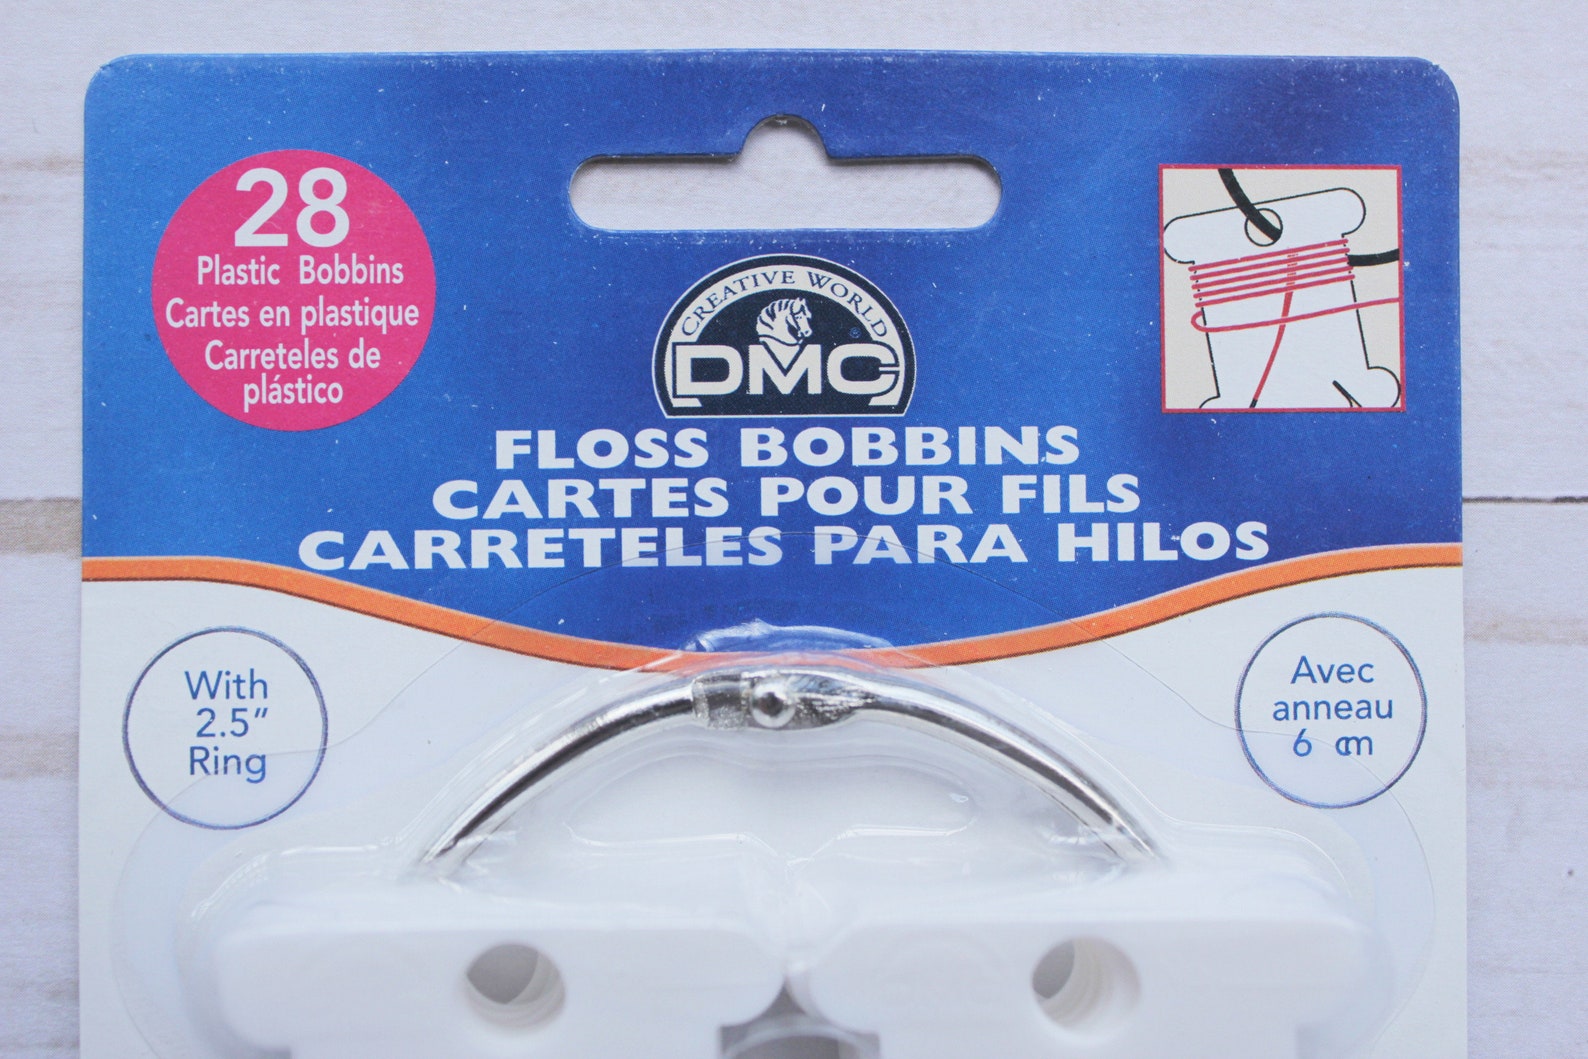 28
Plastic Bobbins
Cartes en plastique
Carreteles de
plástico
CREATIVE WORLD
®
DMC
FLOSS BOBBINS
CARTES POUR FILS
CARRETELES PARA HILOS
With
2.5”
Ring
Avec
anneau
6 cm